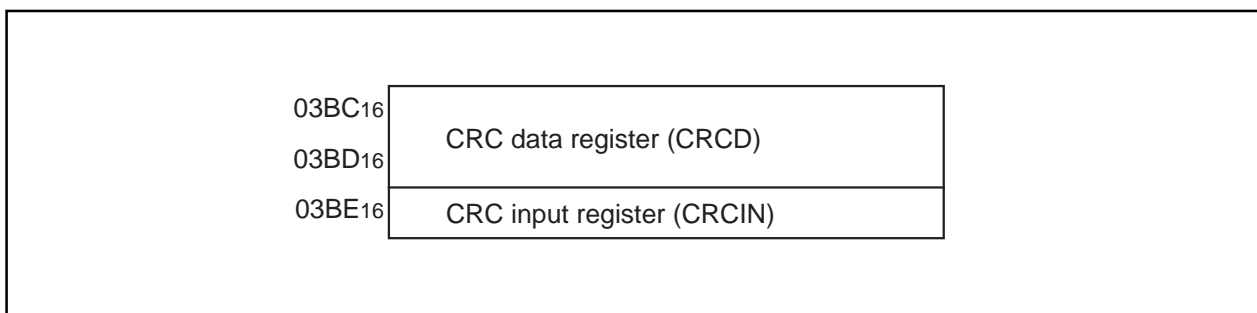 03BC16
CRC data register (CRCD)
03BD16
03BE16 CRC input register (CRCIN)